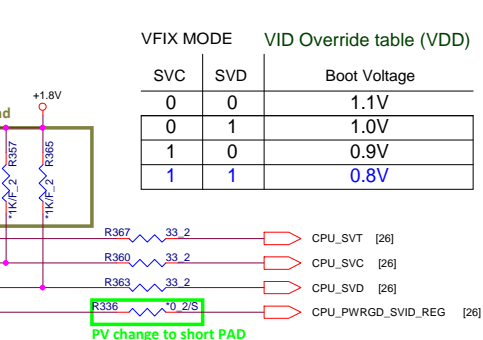 VFIX MODE VID Override table (VDD)
SVC SVD Boot Voltage
0 0 1.1V
0 1 1.0V
1 0 0.9V
1 1 0.8V
+1.8V
R357
*1K/F_2
R365
*1K/F_2
R367 33_2 CPU_SVT [26]
R360 33_2 CPU_SVC [26]
R363 33_2 CPU_SVD [26]
R336 *0_2/S CPU_PWRGD_SVID_REG [26]
PV change to short PAD